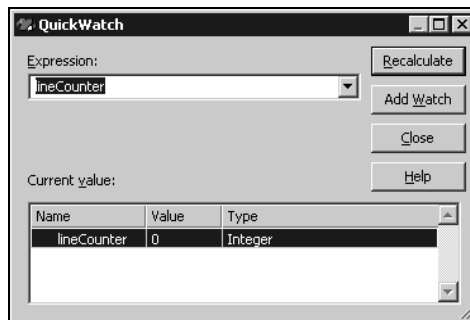 QuickWatch
Expression:
lineCounter
Recalculate
Add Watch
Close
Help
Current value:
Name Value Type
lineCounter 0 Integer